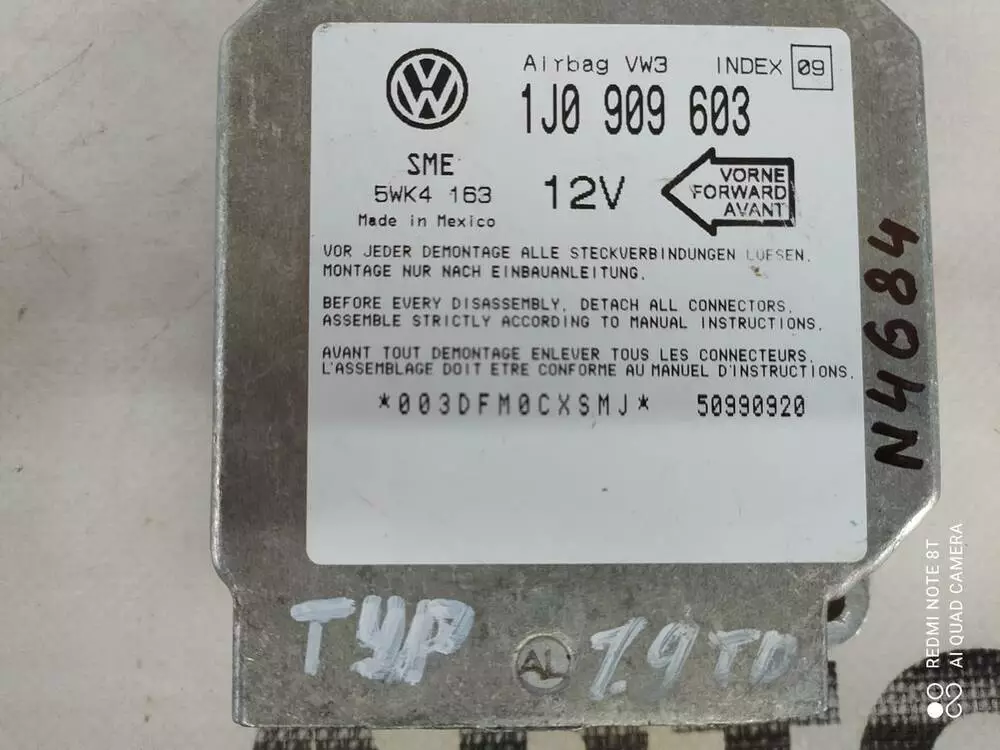 Airbag VW3 INDEX 09
1J0 909 603
SME
5WK4 163
12V
Made in Mexico
VORNE
FORWARD
AVANT
VOR JEDER DEMONTAGE ALLE STECKVERBINDUNGEN LOESEN.
MONTAGE NUR NACH EINBAUANLEITUNG.
BEFORE EVERY DISASSEMBLY, DETACH ALL CONNECTORS.
ASSEMBLE STRICTLY ACCORDING TO MANUAL INSTRUCTIONS.
AVANT TOUT DEMONTAGE ENLEVER TOUS LES CONNECTEURS.
L'ASSEMBLAGE DOIT ETRE CONFORME AU MANUEL D'INSTRUCTIONS.
*003DFM0CXSMJ* 50990920
N4684
ТУР AL 1.9 TD
REDMI NOTE 8T
AI QUAD CAMERA